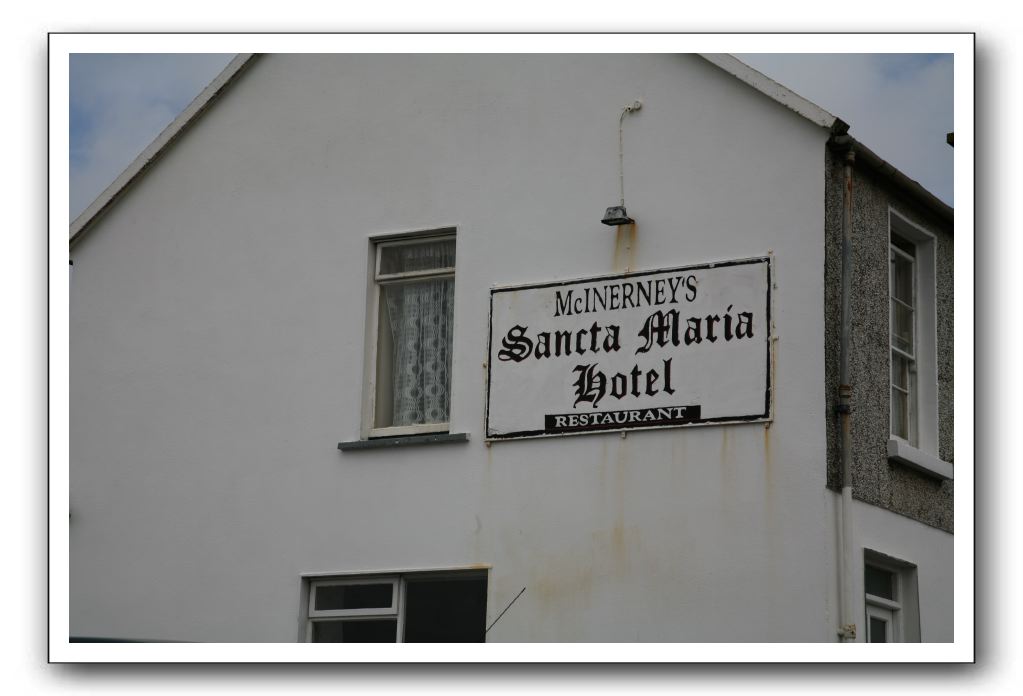 McINERNEY'S
Sancta Maria
Hotel
RESTAURANT